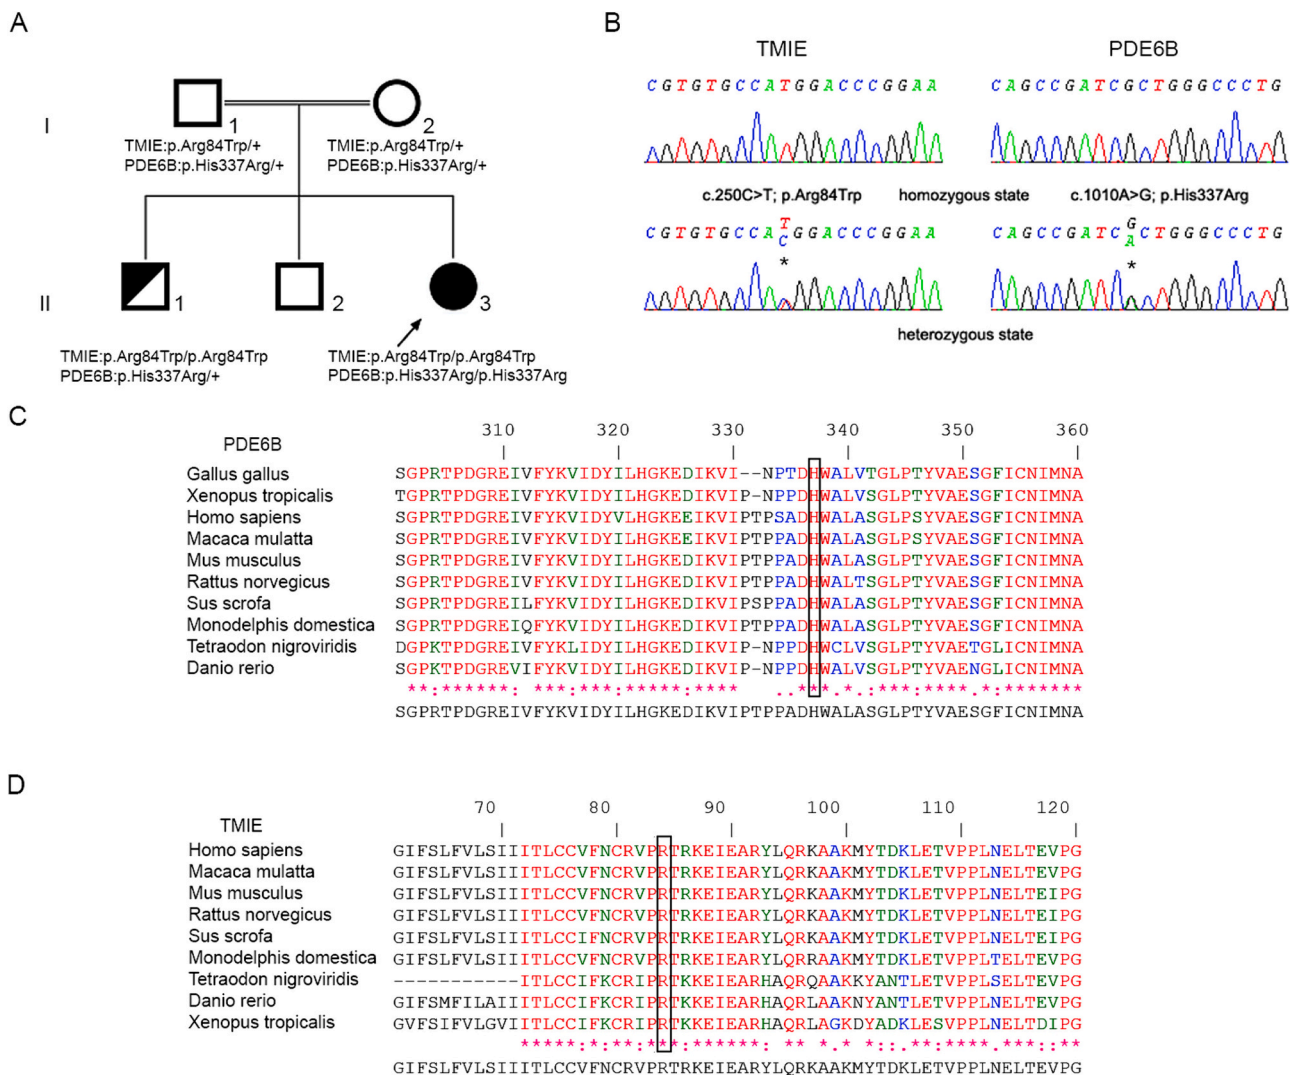 A
I
1
2
TMIE:p.Arg84Trp/+
PDE6B:p.His337Arg/+
TMIE:p.Arg84Trp/+
PDE6B:p.His337Arg/+
II
1
2
3
TMIE:p.Arg84Trp/p.Arg84Trp
PDE6B:p.His337Arg/+
TMIE:p.Arg84Trp/p.Arg84Trp
PDE6B:p.His337Arg/p.His337Arg
B
TMIE
PDE6B
CGTGTGCCATGGACCCGGAA
CAGCCGATCGCTGGGCCCTG
c.250C>T; p.Arg84Trp
homozygous state
c.1010A>G; p.His337Arg
T
CGTGTGCCA GGACCCGGAA
C
*
G
CAGCCGATC CTGGGCCCTG
A
*
heterozygous state
C
PDE6B
310 320 330 340 350 360
Gallus gallus SGPRTPDGREIVFYKVIDYILHGKEDIKVI--NPTDHWALVTGLPTYVAESGFICNIMNA
Xenopus tropicalis TGPRTPDGREIVFYKVIDYILHGKEDIKVIP-NPPDHWALVSGLPTYVAESGFICNIMNA
Homo sapiens SGPRTPDGREIVFYKVIDYVLHGKEEIKVIPTPSADHWALASGLPSYVAESGFICNIMNA
Macaca mulatta SGPRTPDGREIVFYKVIDYILHGKEEIKVIPTPPADHWALASGLPSYVAESGFICNIMNA
Mus musculus SGPRTPDGREIVFYKVIDYILHGKEDIKVIPTPPADHWALASGLPTYVAESGFICNIMNA
Rattus norvegicus SGPRTPDGREIVFYKVIDYILHGKEDIKVIPTPPADHWALTSGLPTYVAESGFICNIMNA
Sus scrofa SGPRTPDGREILFYKVIDYILHGKEDIKVIPSPPADHWALASGLPTYVAESGFICNIMNA
Monodelphis domestica SGPRTPDGREIQFYKVIDYILHGKEDIKVIPTPPADHWALASGLPTYVAESGFICNIMNA
Tetraodon nigroviridis DGPKTPDGREIVFYKLIDYILHGKEDIKVIP-NPPDHWCLVSGLPTYVAETGLICNIMNA
Danio rerio SGPKTPDGREVIFYKVIDYILHGKEDIKVIP-NPPDHWALVSGLPTYVAENGLICNIMNA
**:*******: ****:***:*****:**** ..***.*.:***:*****.*:*******
SGPRTPDGREIVFYKVIDYILHGKEDIKVIPTPPADHWALASGLPTYVAESGFICNIMNA
D
TMIE
70 80 90 100 110 120
Homo sapiens GIFSLFVLSIIITLCCVFNCRVPRTRKEIEARYLQRKAAKMYTDKLETVPPLNELTEVPG
Macaca mulatta GIFSLFVLSIIITLCCVFNCRVPRTRKEIEARYLQRKAAKMYTDKLETVPPLNELTEVPG
Mus musculus GIFSLFVLSIIITLCCVFNCRVPRTRKEIEARYLQRKAAKMYTDKLETVPPLNELTEIPG
Rattus norvegicus GIFSLFVLSIIITLCCVFNCRVPRTRKEIEARYLQRKAAKMYTDKLETVPPLNELTEIPG
Sus scrofa GIFSLFVLSIIITLCCIFNCRVPRTRKEIEARYLQRKAAKMYTDKLETVPPLNELTEVPG
Monodelphis domestica GIFSLFVLSIIITLCCIFNCRVPRTRKEIEARYLQRRAAKMYTDKLETVPPLTELTEVPG
Tetraodon nigroviridis -----------ITLCCIFKCRIPRTKKEIEARHAQRQAAKKYANTLETVPPLSELTEVPG
Danio rerio GIFSMFILAIIITLCCIFKCRIPRTKKEIEARHAQRLAAKKYANTLETVPPLNELTEVPG
Xenopus tropicalis GVFSIFVLGVIITLCCIFKCRIPRTKKEIEARHAQRLAGKDYADKLESVPPLNELTDIPG
*****:*:**:***:******: ** *.* *::.**:****.***::**
GIFSLFVLSIIITLCCVFNCRVPRTRKEIEARYLQRKAAKMYTDKLETVPPLNELTEVPG